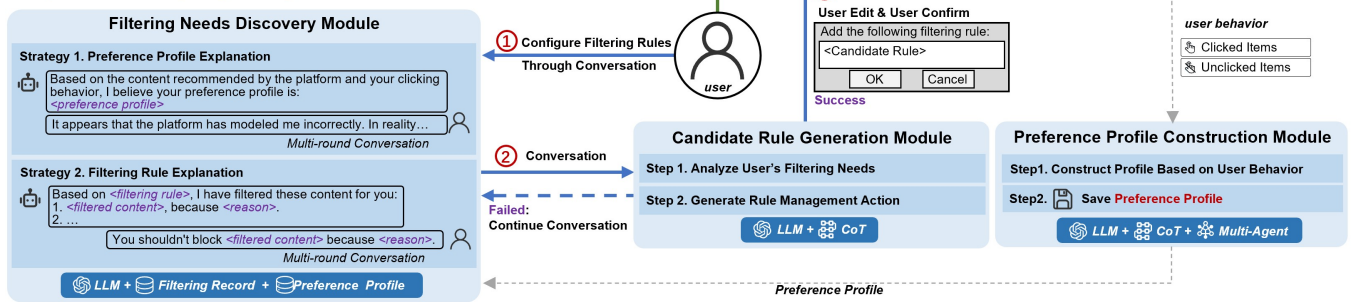 Filtering Needs Discovery Module
Strategy 1. Preference Profile Explanation
Based on the content recommended by the platform and your clicking
behavior, I believe your preference profile is:
<preference profile>
It appears that the platform has modeled me incorrectly. In reality…
Multi-round Conversation
Strategy 2. Filtering Rule Explanation
Based on <filtering rule>, I have filtered these content for you:
1. <filtered content>, because <reason>.
2. …
You shouldn't block <filtered content> because <reason>.
Multi-round Conversation
LLM + Filtering Record + Preference Profile
1 Configure Filtering Rules
Through Conversation
user
2 Conversation
Failed:
Continue Conversation
User Edit & User Confirm
Add the following filtering rule:
<Candidate Rule>
OK Cancel
Success
Candidate Rule Generation Module
Step 1. Analyze User's Filtering Needs
Step 2. Generate Rule Management Action
LLM + CoT
user behavior
Clicked Items
Unclicked Items
Preference Profile Construction Module
Step1. Construct Profile Based on User Behavior
Step2. Save Preference Profile
LLM + CoT + Multi-Agent
Preference Profile